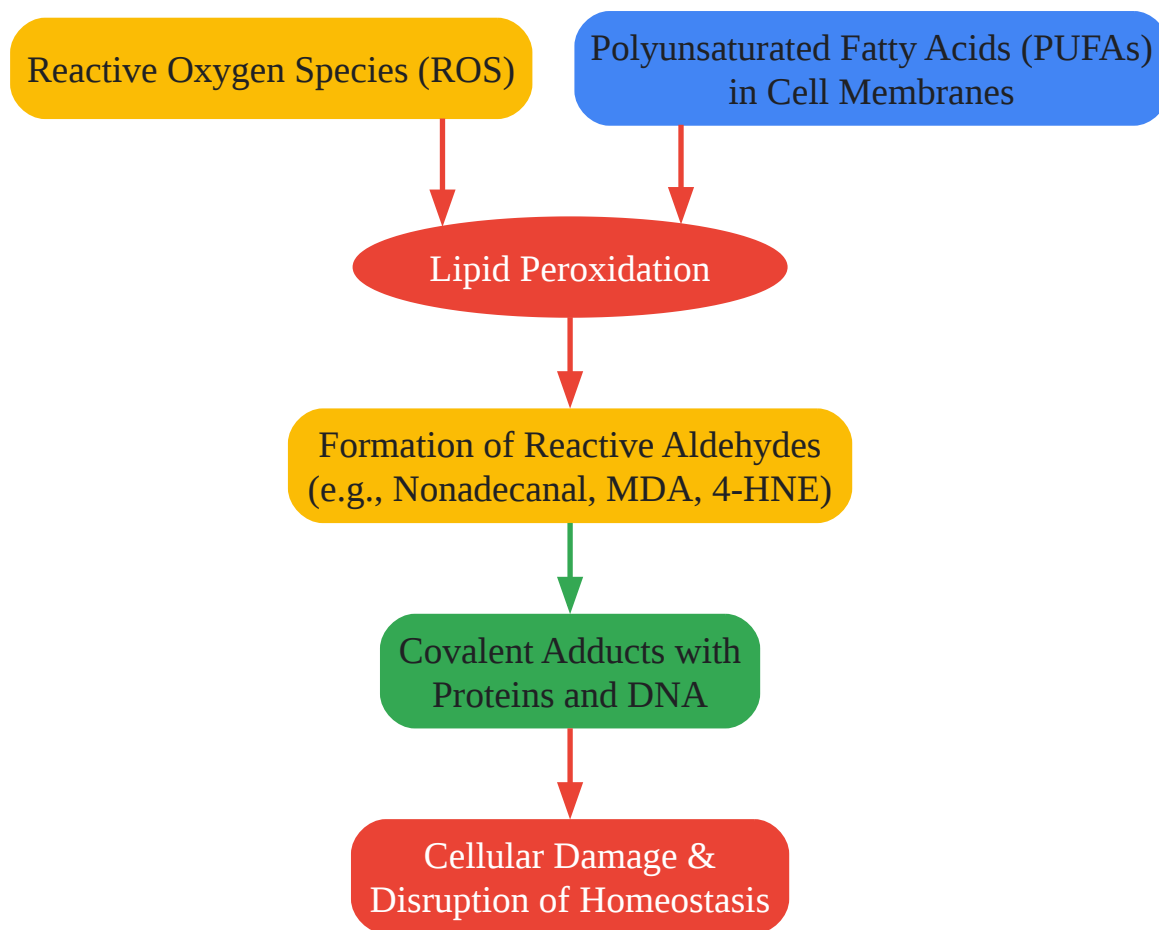 Reactive Oxygen Species (ROS)
Polyunsaturated Fatty Acids (PUFAs)
in Cell Membranes
Lipid Peroxidation
Formation of Reactive Aldehydes
(e.g., Nonadecanal, MDA, 4-HNE)
Covalent Adducts with
Proteins and DNA
Cellular Damage &
Disruption of Homeostasis